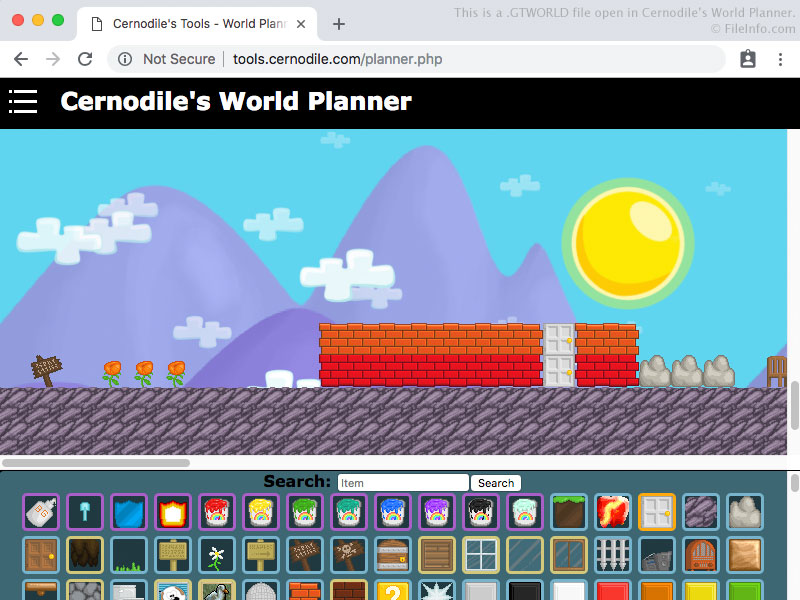 Cernodile's Tools - World Plann
This is a .GTWORLD file open in Cernodile's World Planner.
© FileInfo.com
Not Secure
tools.cernodile.com/planner.php
Cernodile's World Planner
Search:
Item
Search